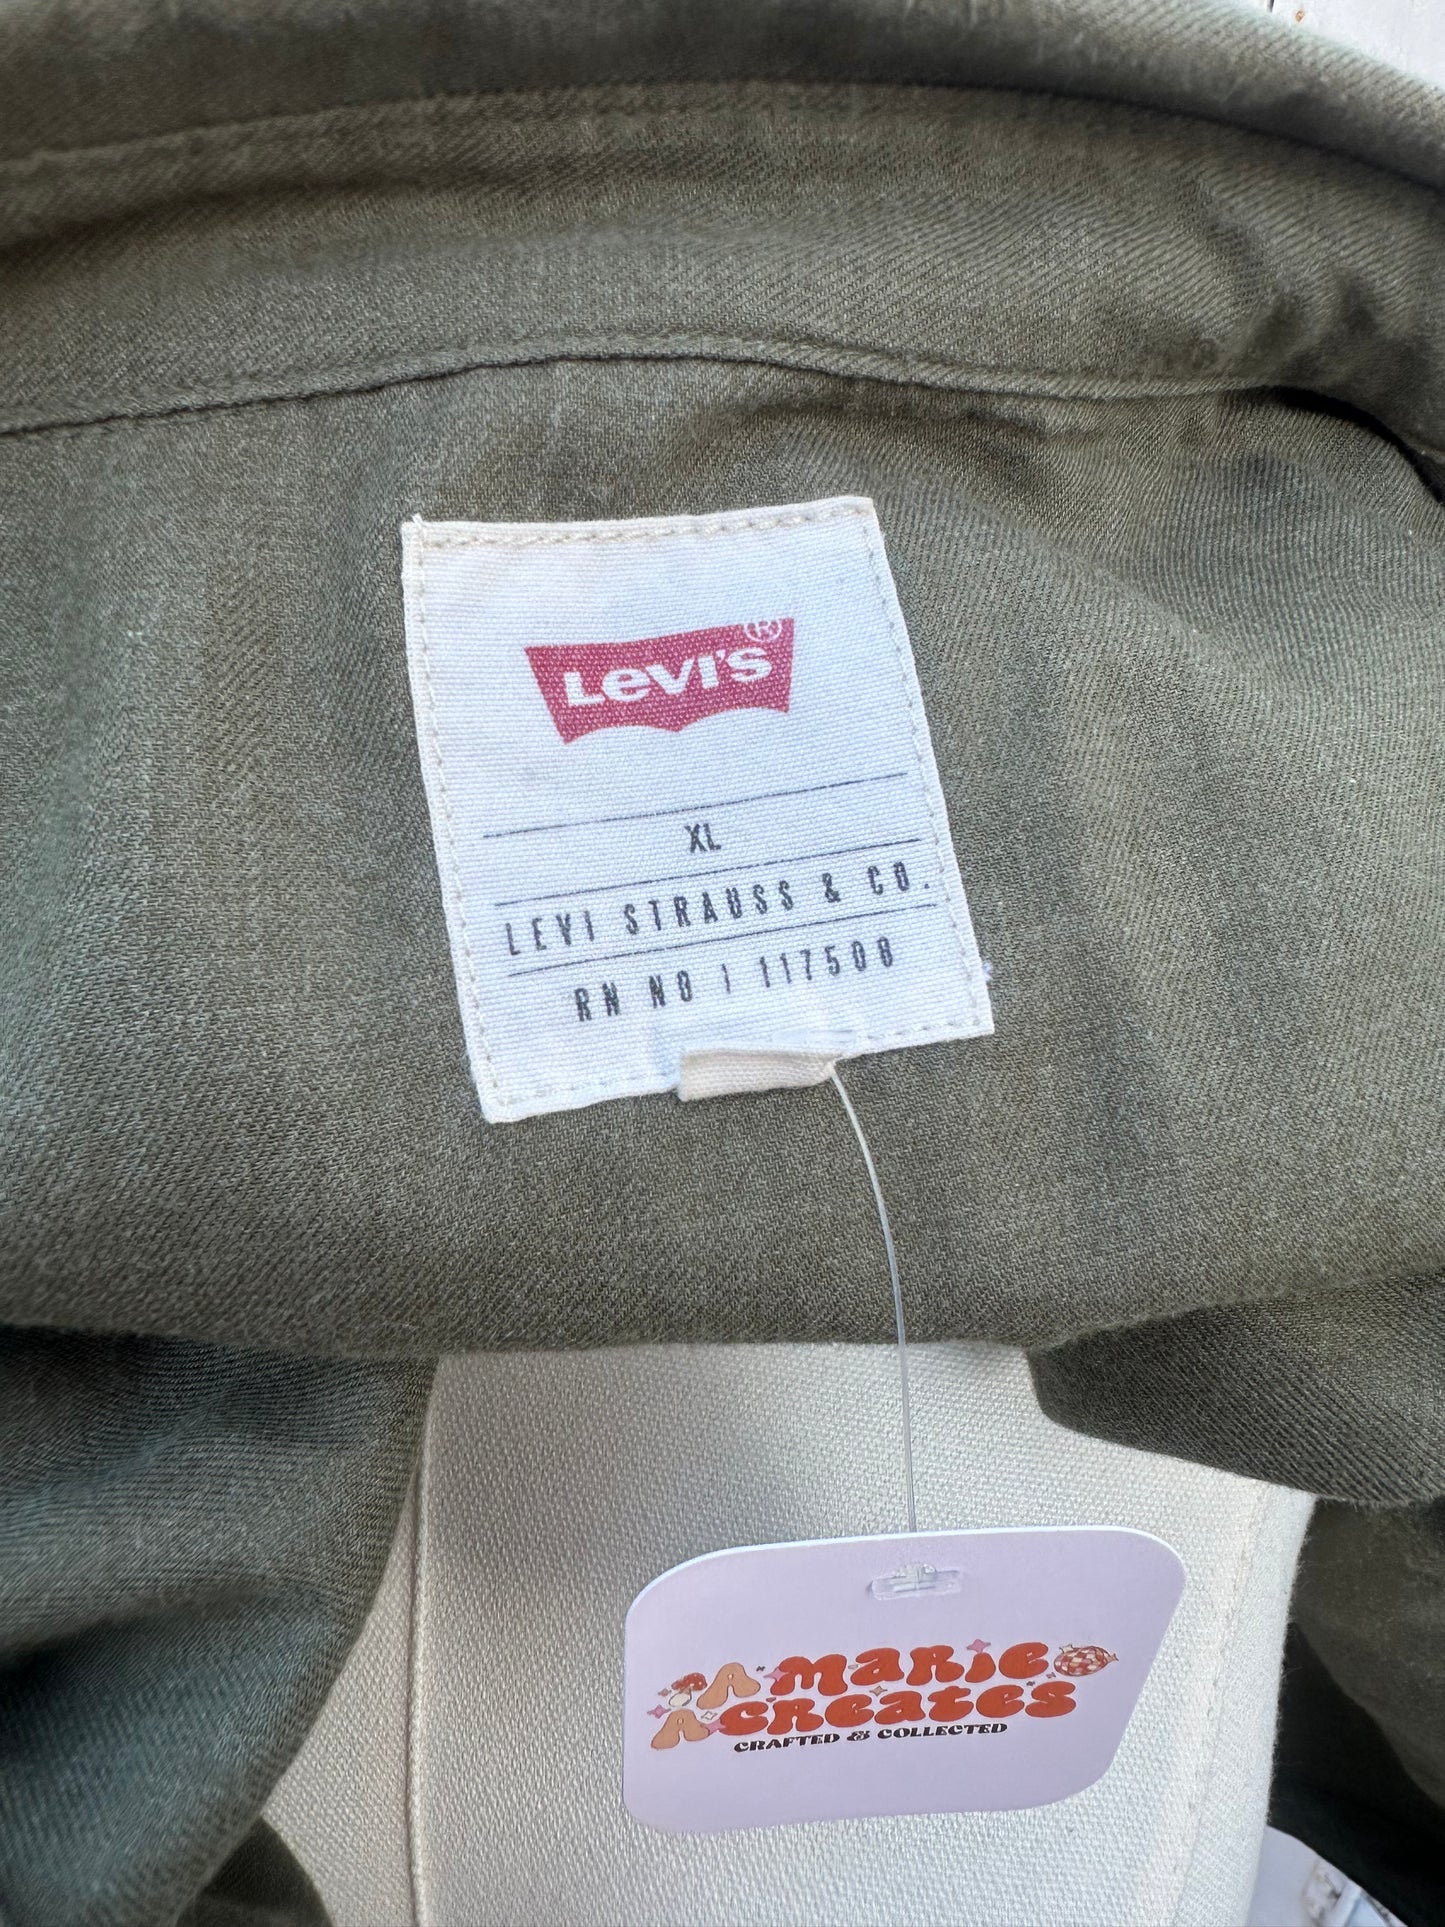 Levi's®
XL
LEVI STRAUSS & CO.
RN NO | 117508
A MARIE
A CREATES
CRAFTED & COLLECTED